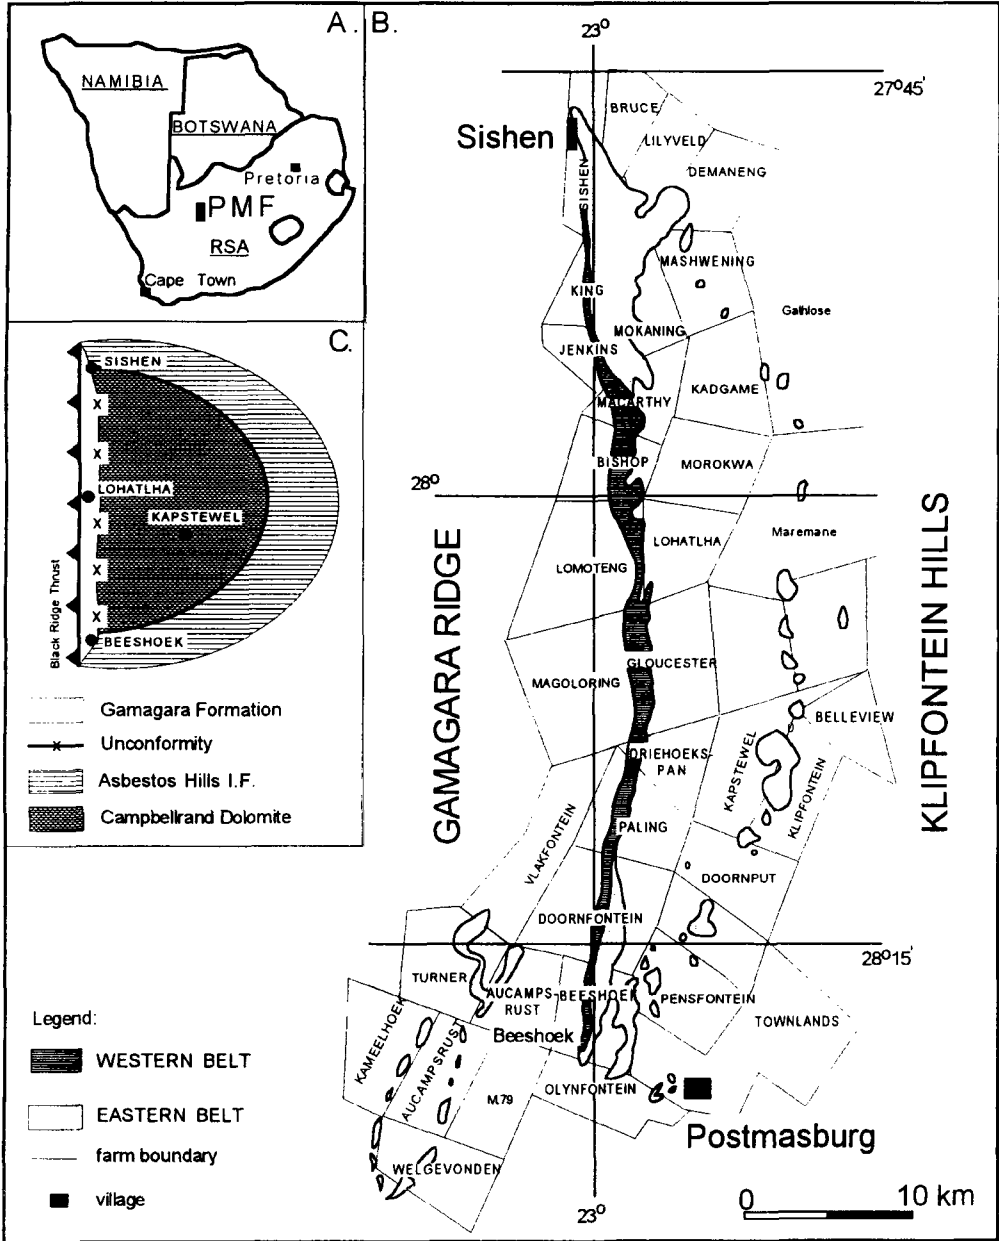 A.
NAMIBIA
BOTSWANA
Pretoria
PMF
RSA
Cape Town
B.
23°
27°45'
Sishen
BRUCE
LILYVELD
DEMANENG
SISHEN
MASHWENING
KING
Gathlose
MOKANING
JENKINS
KADGAME
MACARTHY
BISHOP
MOROKWA
28°
LOHATLHA
Maremane
LOMOTENG
GAMAGARA RIDGE
KLIPFONTEIN HILLS
GLOUCESTER
MAGOLORING
BELLEVIEW
DRIEHOEKS-
PAN
KAPSTEWEL
KLIPFONTEIN
PALING
VLAKFONTEIN
DOORNPUT
DOORNFONTEIN
28°15'
TURNER
AUCAMPS-
RUST
BEESHOEK
PENSFONTEIN
TOWNLANDS
KAMEELHOEK
AUCAMPSRUST
Beeshoek
M.79
OLYNFONTEIN
Postmasburg
WELGEVONDEN
23°
0 10 km
C.
SISHEN
LOHATLHA
KAPSTEWEL
BEESHOEK
Black Ridge Thrust
Gamagara Formation
x Unconformity
Asbestos Hills I.F.
Campbellrand Dolomite
Legend:
WESTERN BELT
EASTERN BELT
farm boundary
village